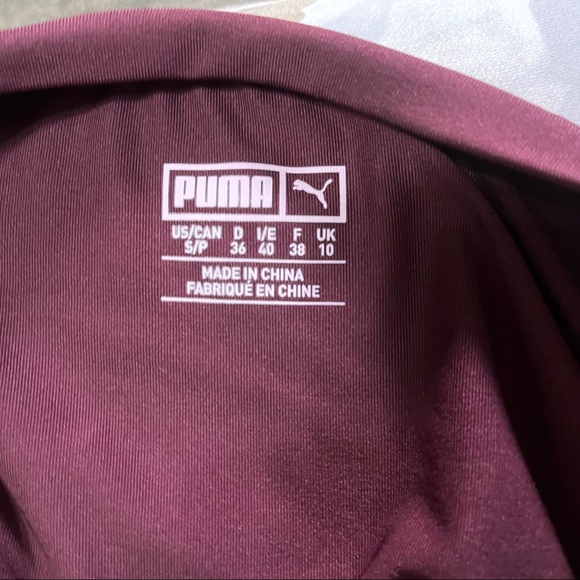 PUMA
US/CAN D I/E F UK
S/P 36 40 38 10
MADE IN CHINA
FABRIQUÉ EN CHINE